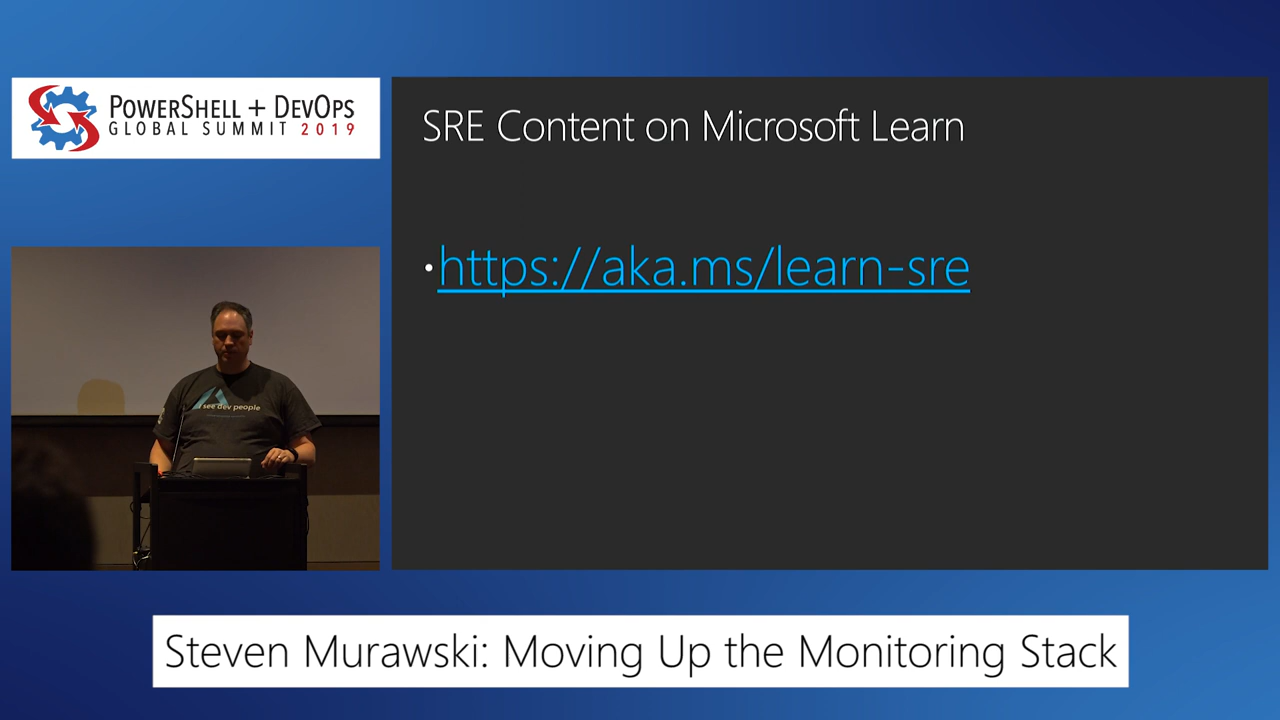 POWERSHELL + DEVOPS
GLOBAL SUMMIT 2019
SRE Content on Microsoft Learn
•https://aka.ms/learn-sre
I see dev people
Steven Murawski: Moving Up the Monitoring Stack